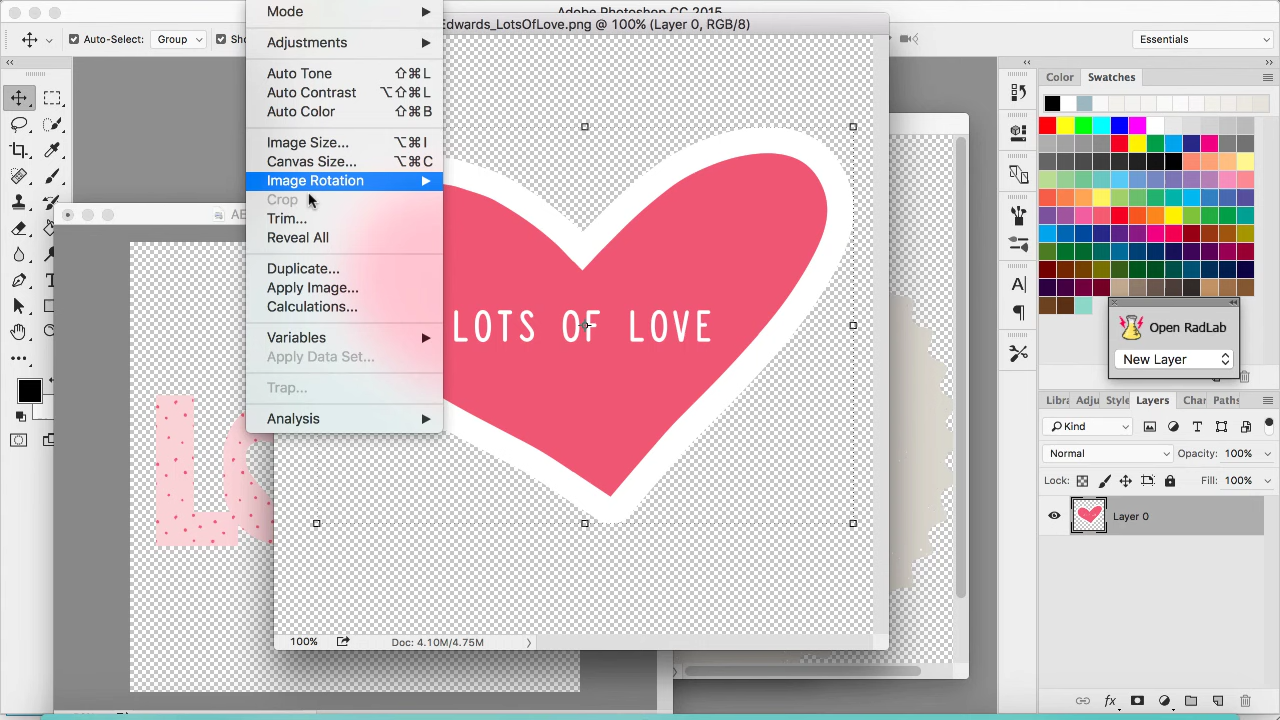 Adobe Photoshop CC 2015
Edwards_LotsOfLove.png @ 100% (Layer 0, RGB/8)
Auto-Select:
Group
Essentials
Mode
Adjustments
Auto Tone ⇧⌘L
Auto Contrast ⌥⇧⌘L
Auto Color ⇧⌘B
Image Size... ⌥⌘I
Canvas Size... ⌥⌘C
Image Rotation
Crop
Trim...
Reveal All
Duplicate...
Apply Image...
Calculations...
Variables
Apply Data Set...
Trap...
Analysis
LOTS OF LOVE
100%
Doc: 4.10M/4.75M
Color
Swatches
Open RadLab
New Layer
Layers
Paths
Kind
Normal
Opacity: 100%
Lock:
Fill: 100%
Layer 0